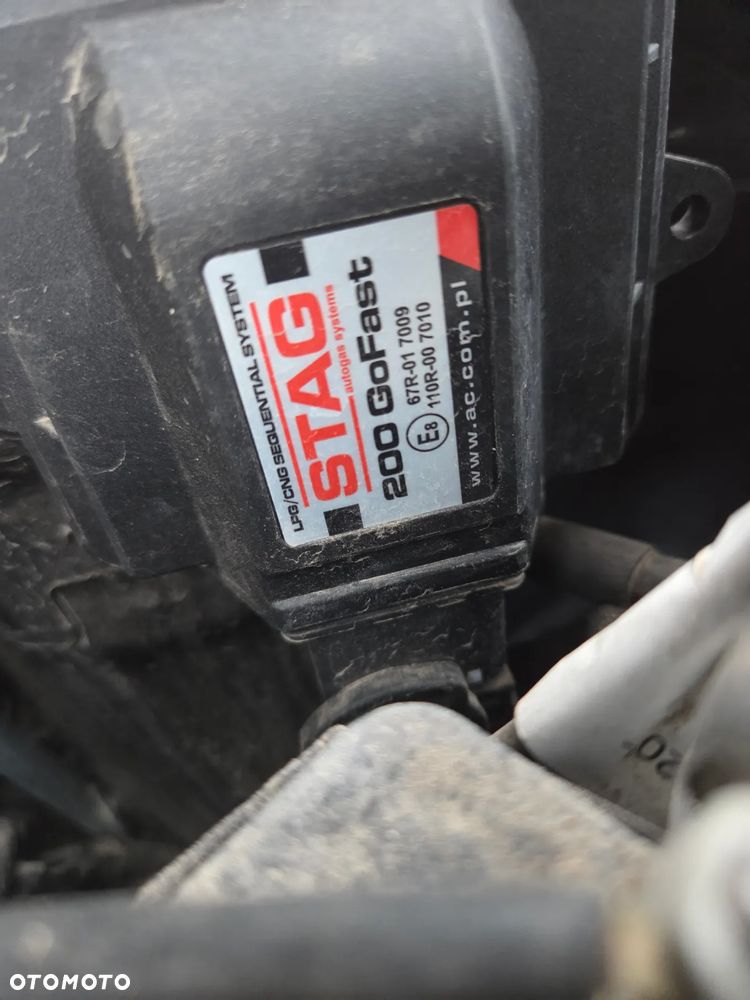 LPG/CNG SEQUENTIAL SYSTEM
STAG
autogas systems
200 GoFast
67R-01 7009
E8 110R-00 7010
www.ac.com.pl
20
OTOMOTO